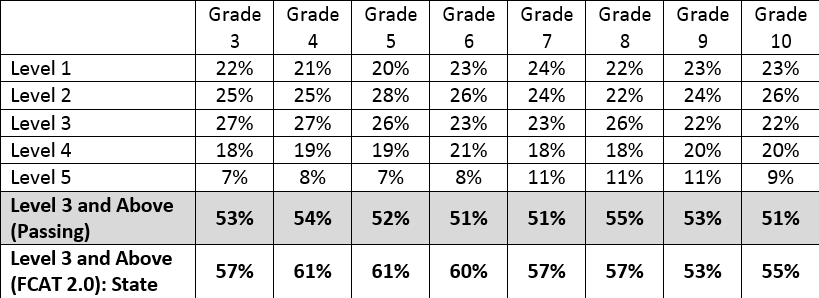 Grade 3 Grade 4 Grade 5 Grade 6 Grade 7 Grade 8 Grade 9 Grade 10
Level 1 22% 21% 20% 23% 24% 22% 23% 23%
Level 2 25% 25% 28% 26% 24% 22% 24% 26%
Level 3 27% 27% 26% 23% 23% 26% 22% 22%
Level 4 18% 19% 19% 21% 18% 18% 20% 20%
Level 5 7% 8% 7% 8% 11% 11% 11% 9%
Level 3 and Above (Passing) 53% 54% 52% 51% 51% 55% 53% 51%
Level 3 and Above (FCAT 2.0): State 57% 61% 61% 60% 57% 57% 53% 55%